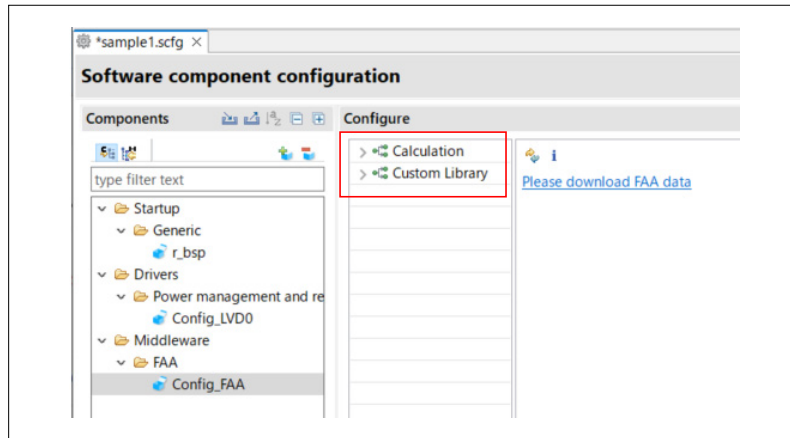 *sample1.scfg
Software component configuration
Components
Configure
type filter text
Startup
Generic
r_bsp
Drivers
Power management and re
Config_LVD0
Middleware
FAA
Config_FAA
Calculation
Custom Library
Please download FAA data